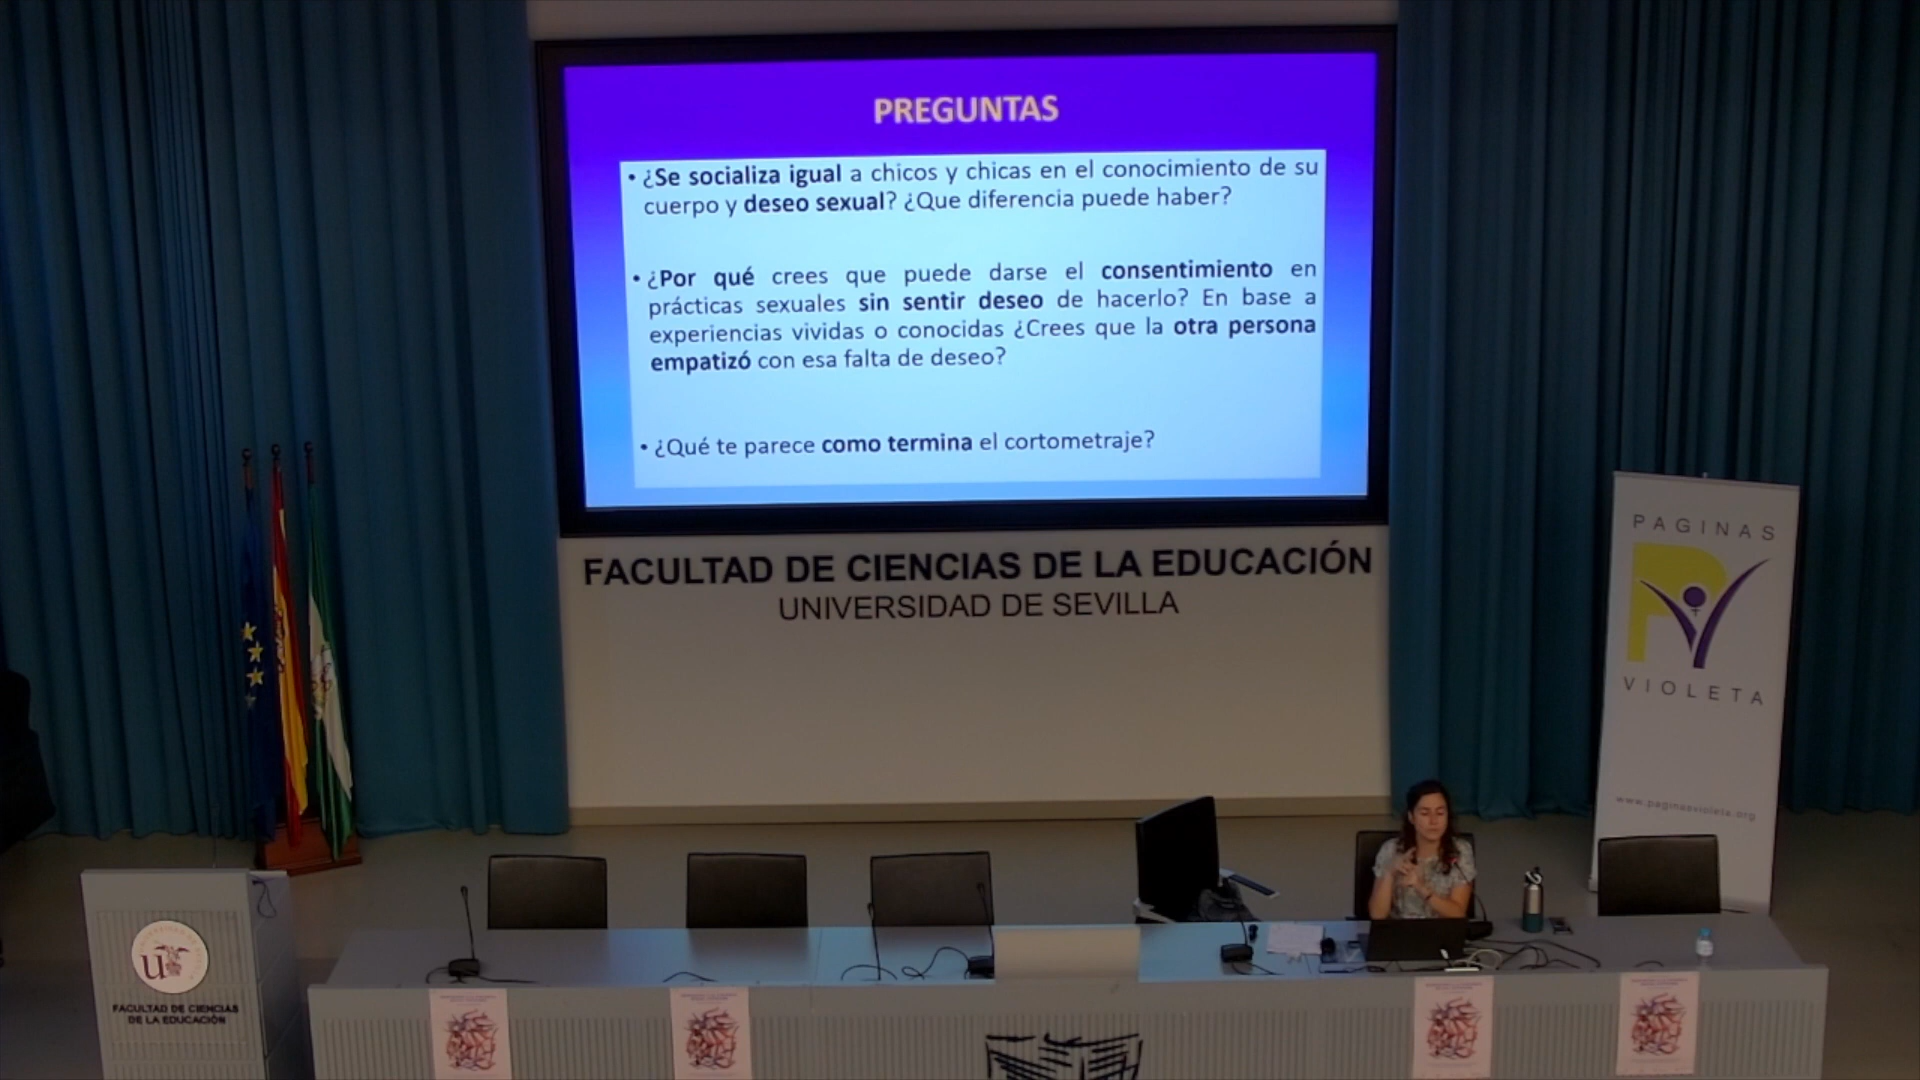 PREGUNTAS
• ¿Se socializa igual a chicos y chicas en el conocimiento de su
cuerpo y deseo sexual? ¿Que diferencia puede haber?
• ¿Por qué crees que puede darse el consentimiento en
prácticas sexuales sin sentir deseo de hacerlo? En base a
experiencias vividas o conocidas ¿Crees que la otra persona
empatizó con esa falta de deseo?
• ¿Qué te parece como termina el cortometraje?
FACULTAD DE CIENCIAS DE LA EDUCACIÓN
UNIVERSIDAD DE SEVILLA
PAGINAS
PV
VIOLETA
www.paginasvioleta.org
u
FACULTAD DE CIENCIAS
DE LA EDUCACIÓN